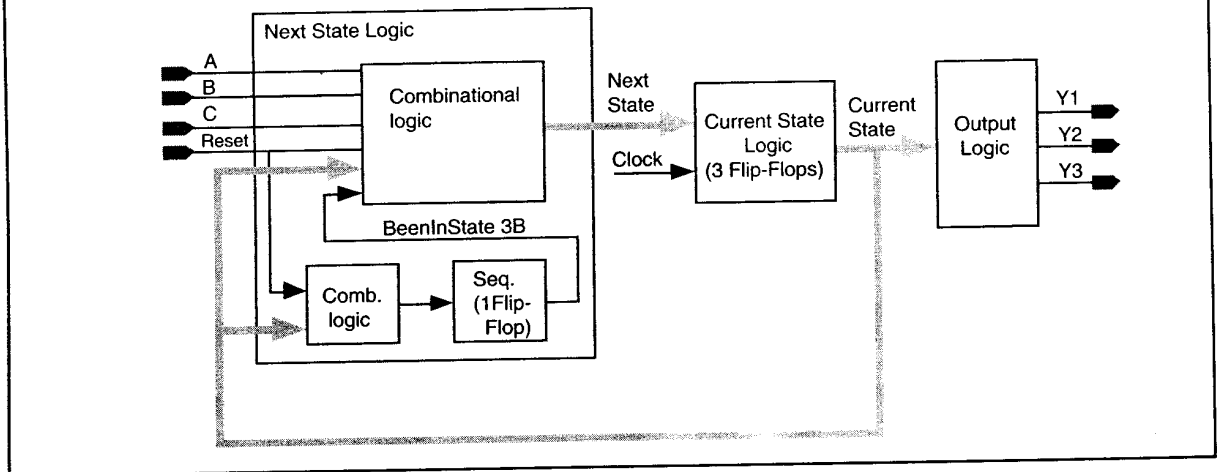 Next State Logic
A
B
C
Reset
Combinational
logic
BeenInState 3B
Comb.
logic
Seq.
(1Flip-
Flop)
Next
State
Clock
Current State
Logic
(3 Flip-Flops)
Current
State
Output
Logic
Y1
Y2
Y3